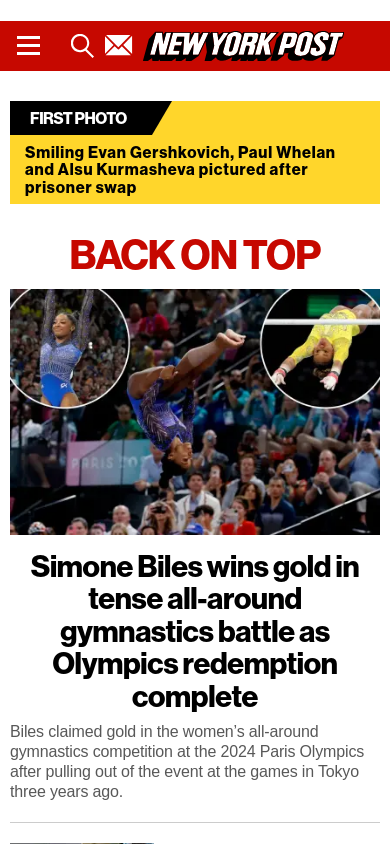 NEW YORK POST
FIRST PHOTO
Smiling Evan Gershkovich, Paul Whelan
and Alsu Kurmasheva pictured after
prisoner swap
BACK ON TOP
PARIS 202
Simone Biles wins gold in
tense all-around
gymnastics battle as
Olympics redemption
complete
Biles claimed gold in the women’s all-around
gymnastics competition at the 2024 Paris Olympics
after pulling out of the event at the games in Tokyo
three years ago.